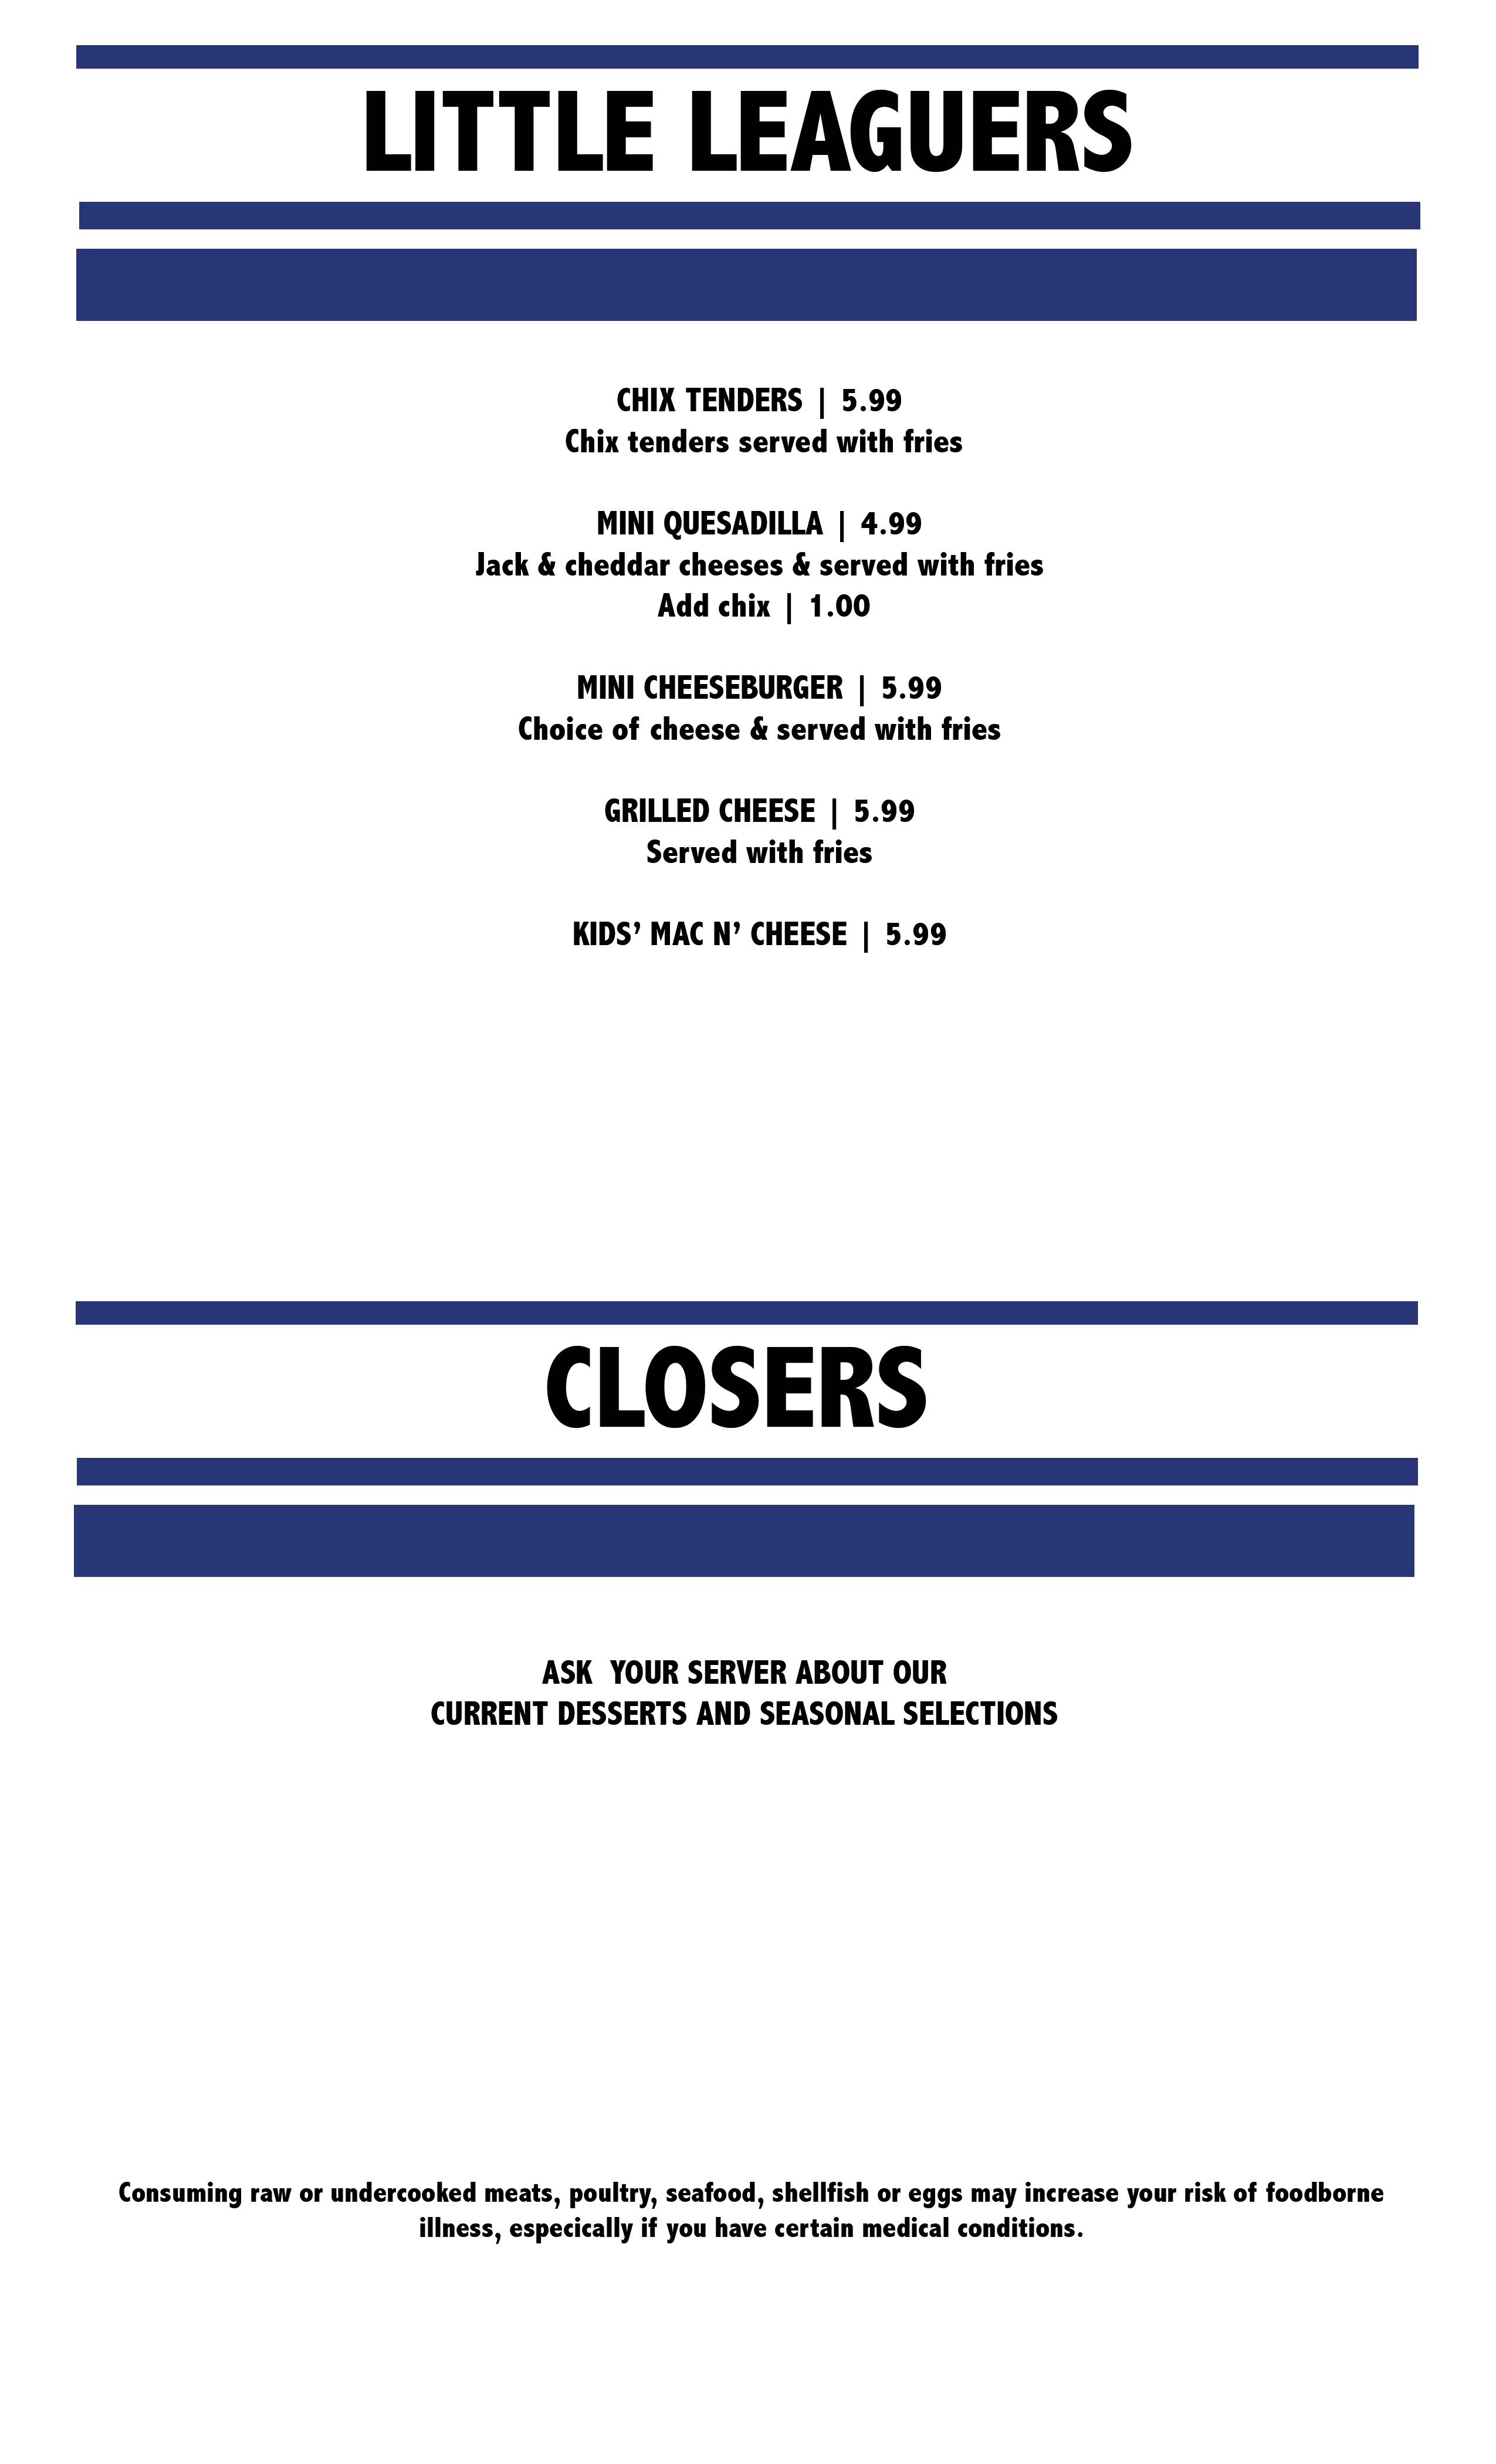 LITTLE LEAGUERS
CHIX TENDERS | 5.99
Chix tenders served with fries
MINI QUESADILLA | 4.99
Jack & cheddar cheeses & served with fries
Add chix | 1.00
MINI CHEESEBURGER | 5.99
Choice of cheese & served with fries
GRILLED CHEESE | 5.99
Served with fries
KIDS’ MAC N’ CHEESE | 5.99
CLOSERS
ASK  YOUR SERVER ABOUT OUR
CURRENT DESSERTS AND SEASONAL SELECTIONS
Consuming raw or undercooked meats, poultry, seafood, shellfish or eggs may increase your risk of foodborne
illness, especically if you have certain medical conditions.